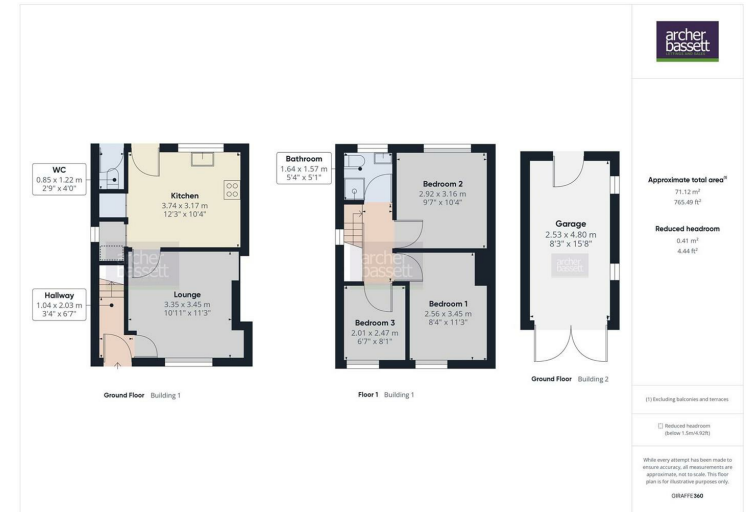 archer
bassett
Approximate total area⁽¹⁾
71.12 m²
765.49 ft²
Reduced headroom
0.41 m²
4.44 ft²
(1) Excluding balconies and terraces
Reduced headroom
(below 1.5m/4.92ft)
While every attempt has been made to
ensure accuracy, all measurements are
approximate, not to scale. This floor
plan is for illustrative purposes only.
GIRAFFE360
WC
0.85 x 1.22 m
2'9" x 4'0"
Kitchen
3.74 x 3.17 m
12'3" x 10'4"
Hallway
1.04 x 2.03 m
3'4" x 6'7"
archer
bassett
Lounge
3.35 x 3.45 m
10'11" x 11'3"
Ground Floor Building 1
Bathroom
1.64 x 1.57 m
5'4" x 5'1"
Bedroom 2
2.92 x 3.16 m
9'7" x 10'4"
archer
bassett
Bedroom 1
2.56 x 3.45 m
8'4" x 11'3"
Bedroom 3
2.01 x 2.47 m
6'7" x 8'1"
Floor 1 Building 1
Garage
2.53 x 4.80 m
8'3" x 15'8"
archer
bassett
Ground Floor Building 2